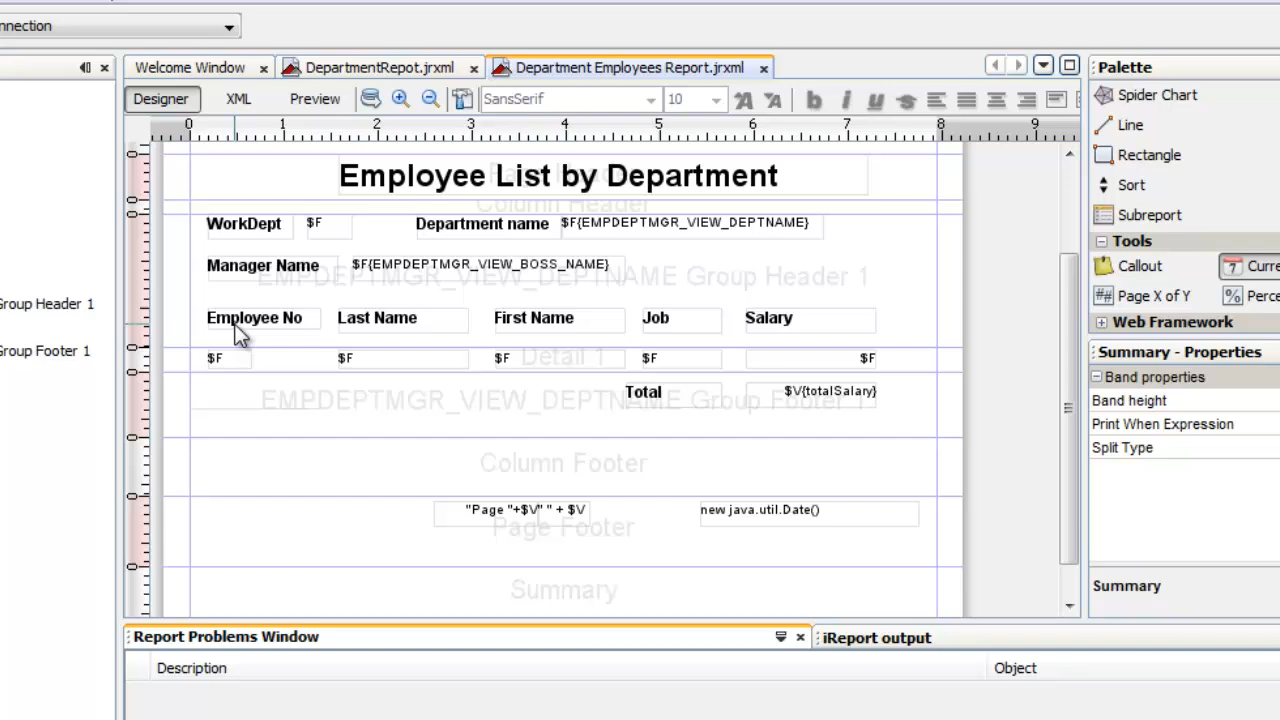 nnection
Welcome Window
DepartmentRepot.jrxml
Department Employees Report.jrxml
Designer
XML
Preview
SansSerif
10
0 1 2 3 4 5 6 7 8 9
Employee List by Department
Column Header
WorkDept $F Department name $F{EMPDEPTMGR_VIEW_DEPTNAME}
Manager Name $F{EMPDEPTMGR_VIEW_BOSS_NAME}
EMPDEPTMGR_VIEW_DEPTNAME Group Header 1
Employee No Last Name First Name Job Salary
$F $F $F $F $F
Detail 1
Total $V{totalSalary}
EMPDEPTMGR_VIEW_DEPTNAME Group Footer 1
Column Footer
"Page "+$V" " + $V new java.util.Date()
Page Footer
Summary
Group Header 1
Group Footer 1
Palette
Spider Chart
Line
Rectangle
Sort
Subreport
Tools
Callout
Curre
Page X of Y
Perce
Web Framework
Summary - Properties
Band properties
Band height
Print When Expression
Split Type
Summary
Report Problems Window
iReport output
Description
Object